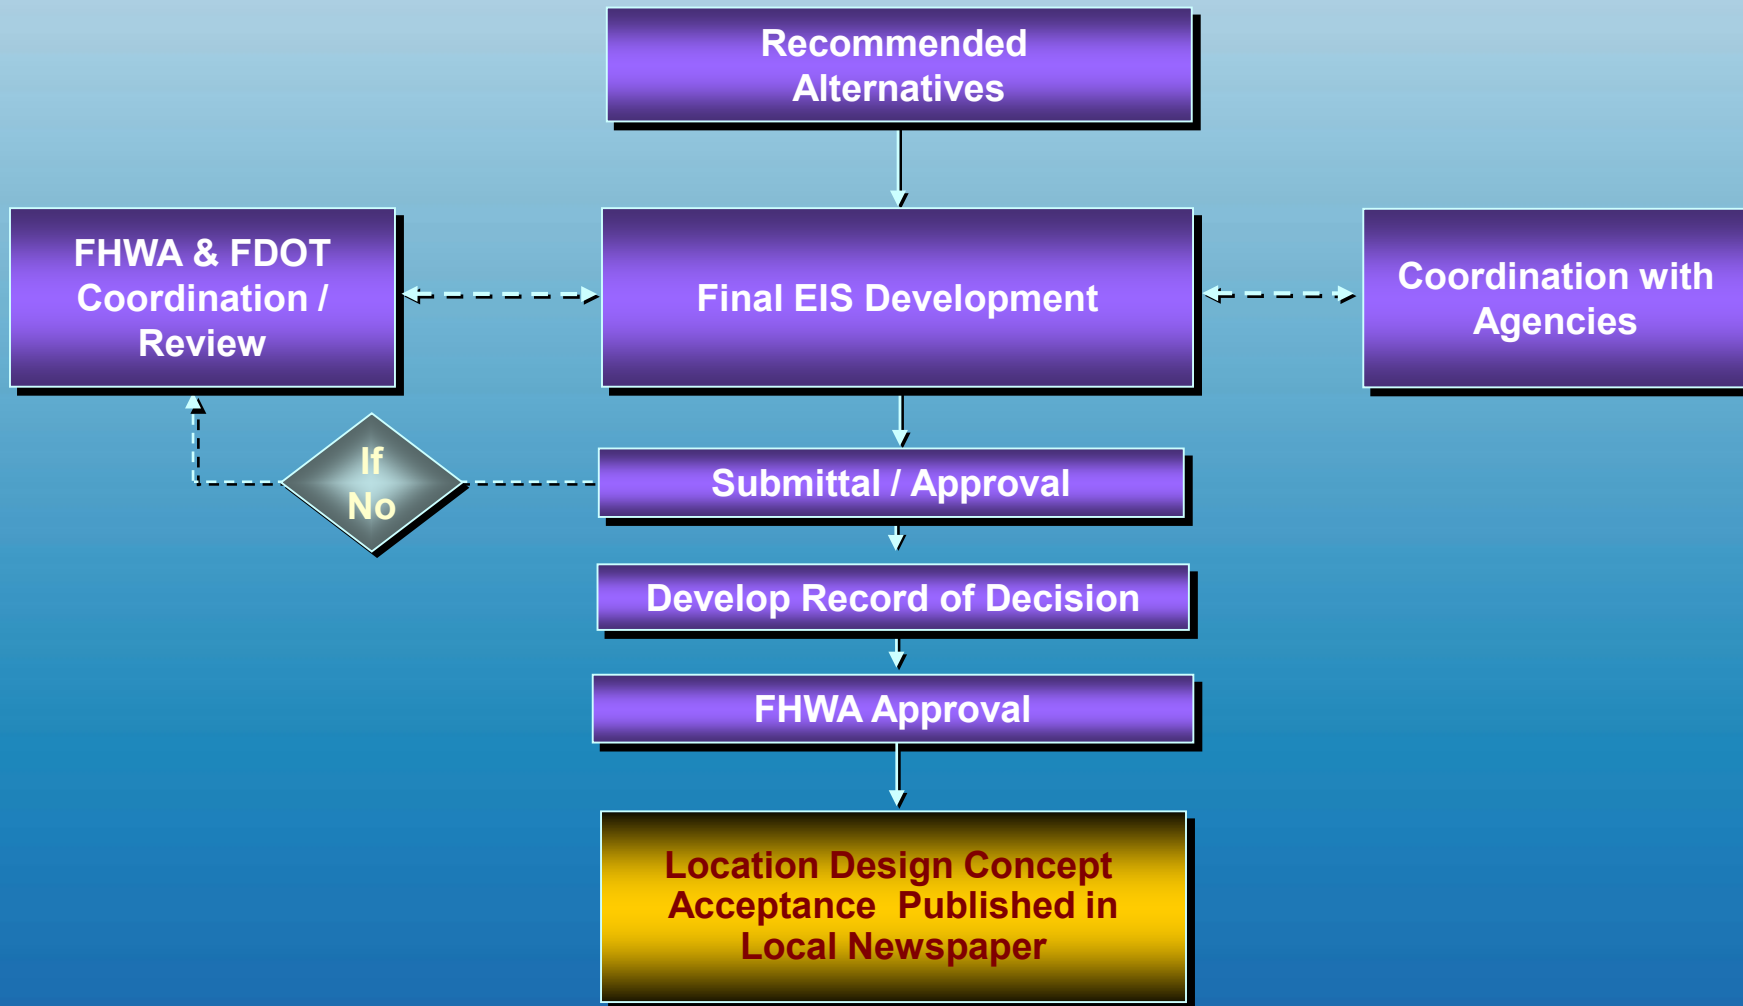 Recommended
Alternatives
FHWA & FDOT
Coordination /
Review
Final EIS Development
Coordination with
Agencies
If
No
Submittal / Approval
Develop Record of Decision
FHWA Approval
Location Design Concept
Acceptance  Published in
Local Newspaper